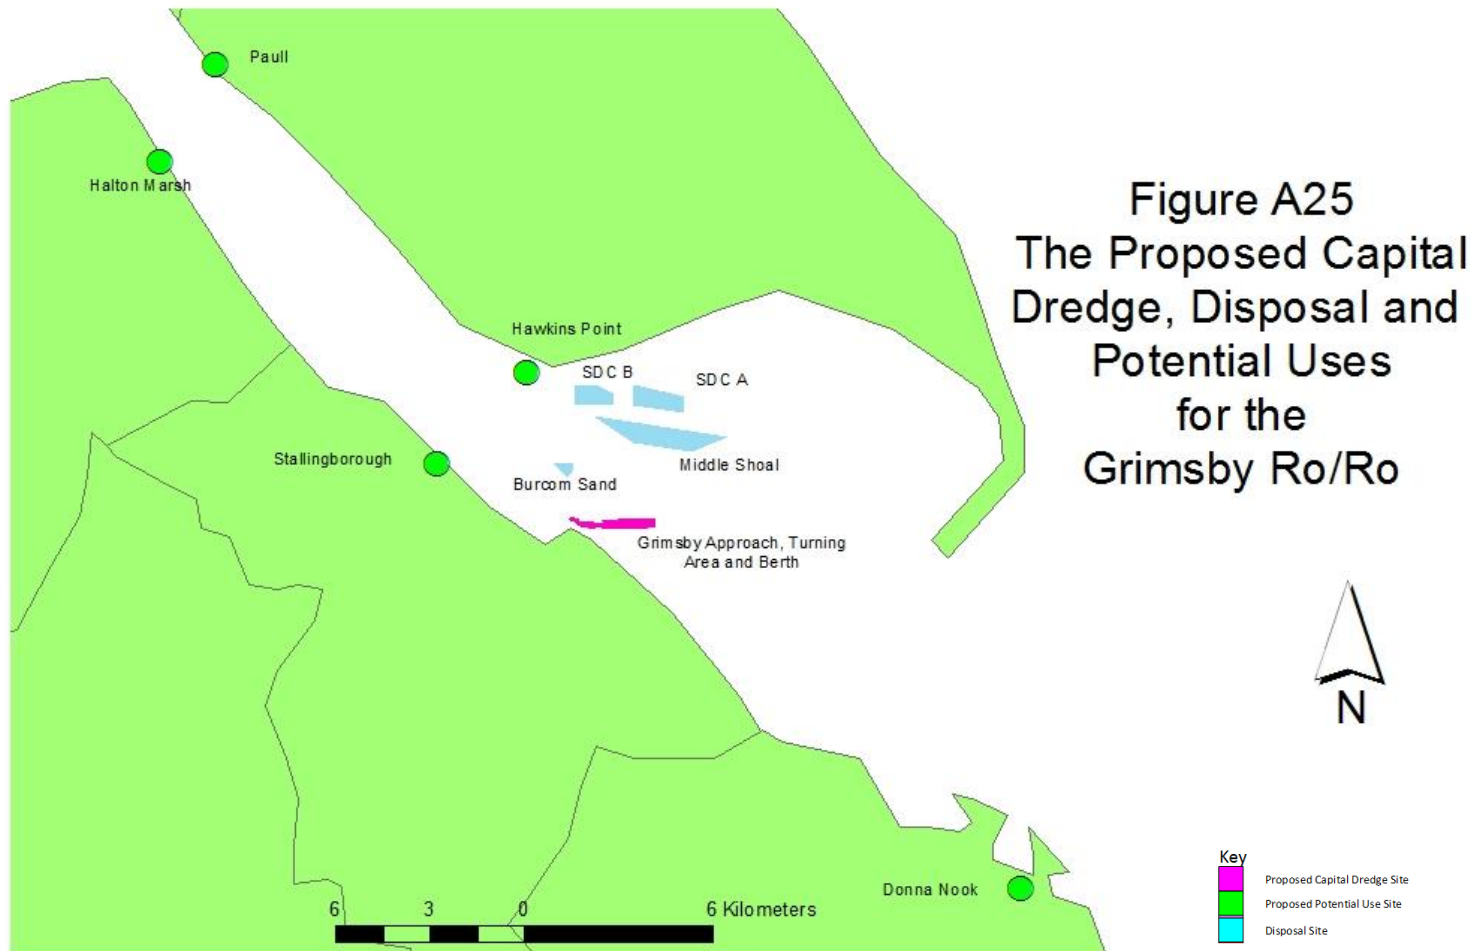 Paull
Halton Marsh
Figure A25
The Proposed Capital
Dredge, Disposal and
Potential Uses
for the
Grimsby Ro/Ro
Hawkins Point
SDC B
SDC A
Stallingborough
Middle Shoal
Burcom Sand
Grimsby Approach, Turning
Area and Berth
N
Donna Nook
6 3 0 6 Kilometers
Key
Proposed Capital Dredge Site
Proposed Potential Use Site
Disposal Site